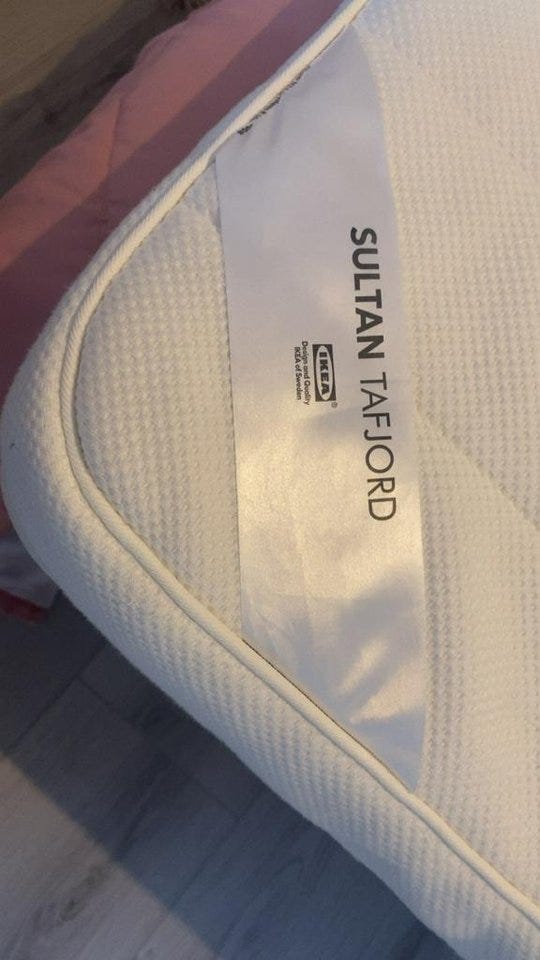 SULTAN TAFJORD
IKEA®
Design and Quality
IKEA of Sweden